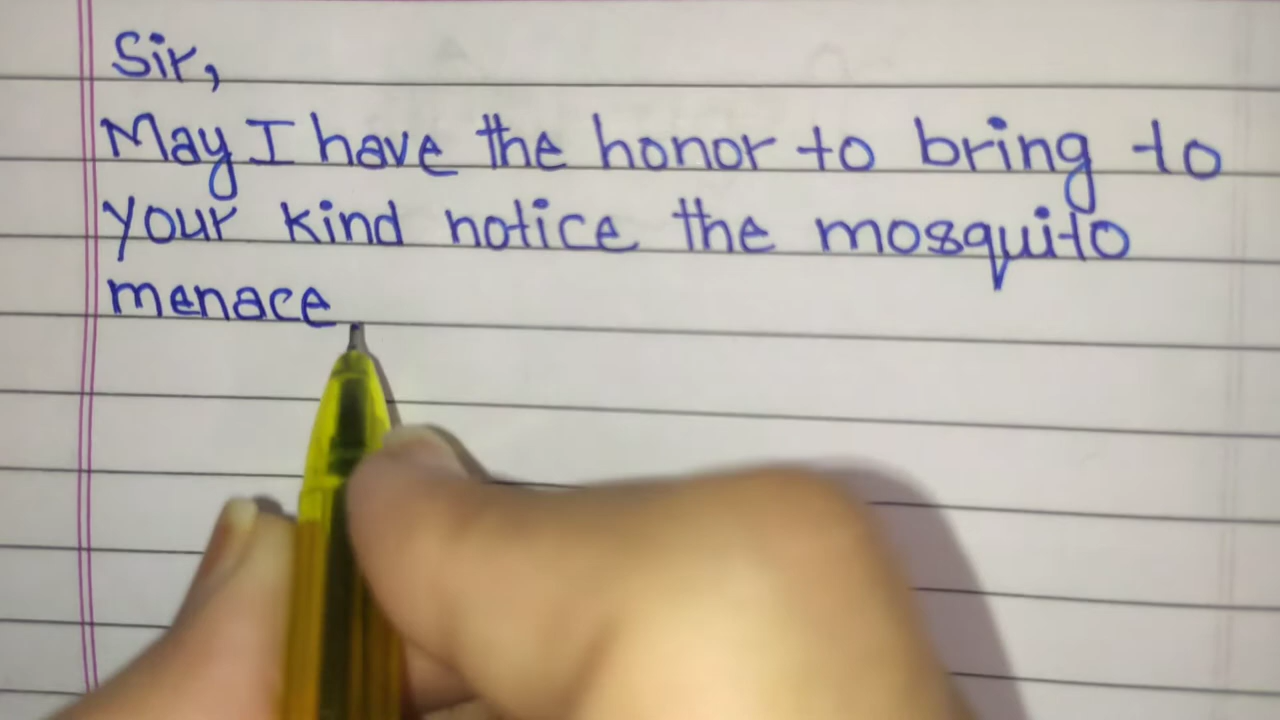 Sir,
May I have the honor to bring to
your kind notice the mosquito
menace